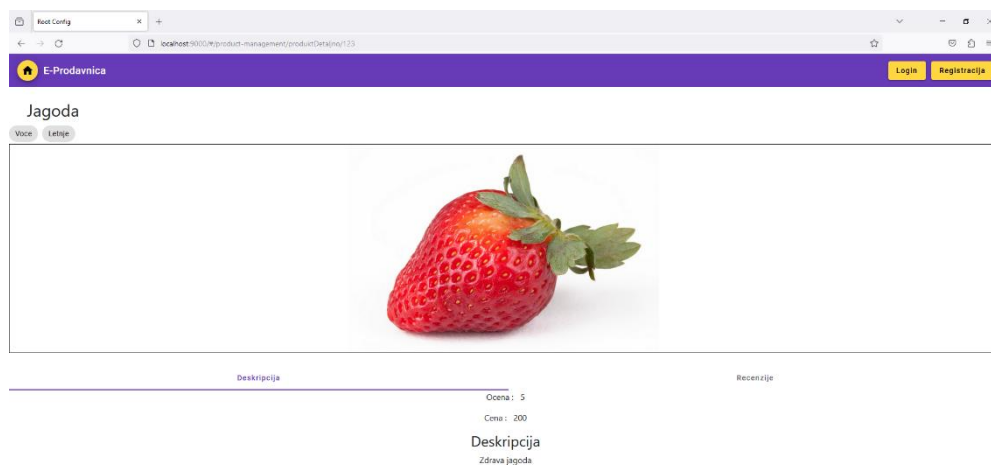 Root Config
localhost:9000/#/product-management/produktDetaljno/123
E-Prodavnica
Login
Registracija
Jagoda
Voce
Letnje
Deskripcija
Recenzije
Ocena : 5
Cena : 200
Deskripcija
Zdrava jagoda